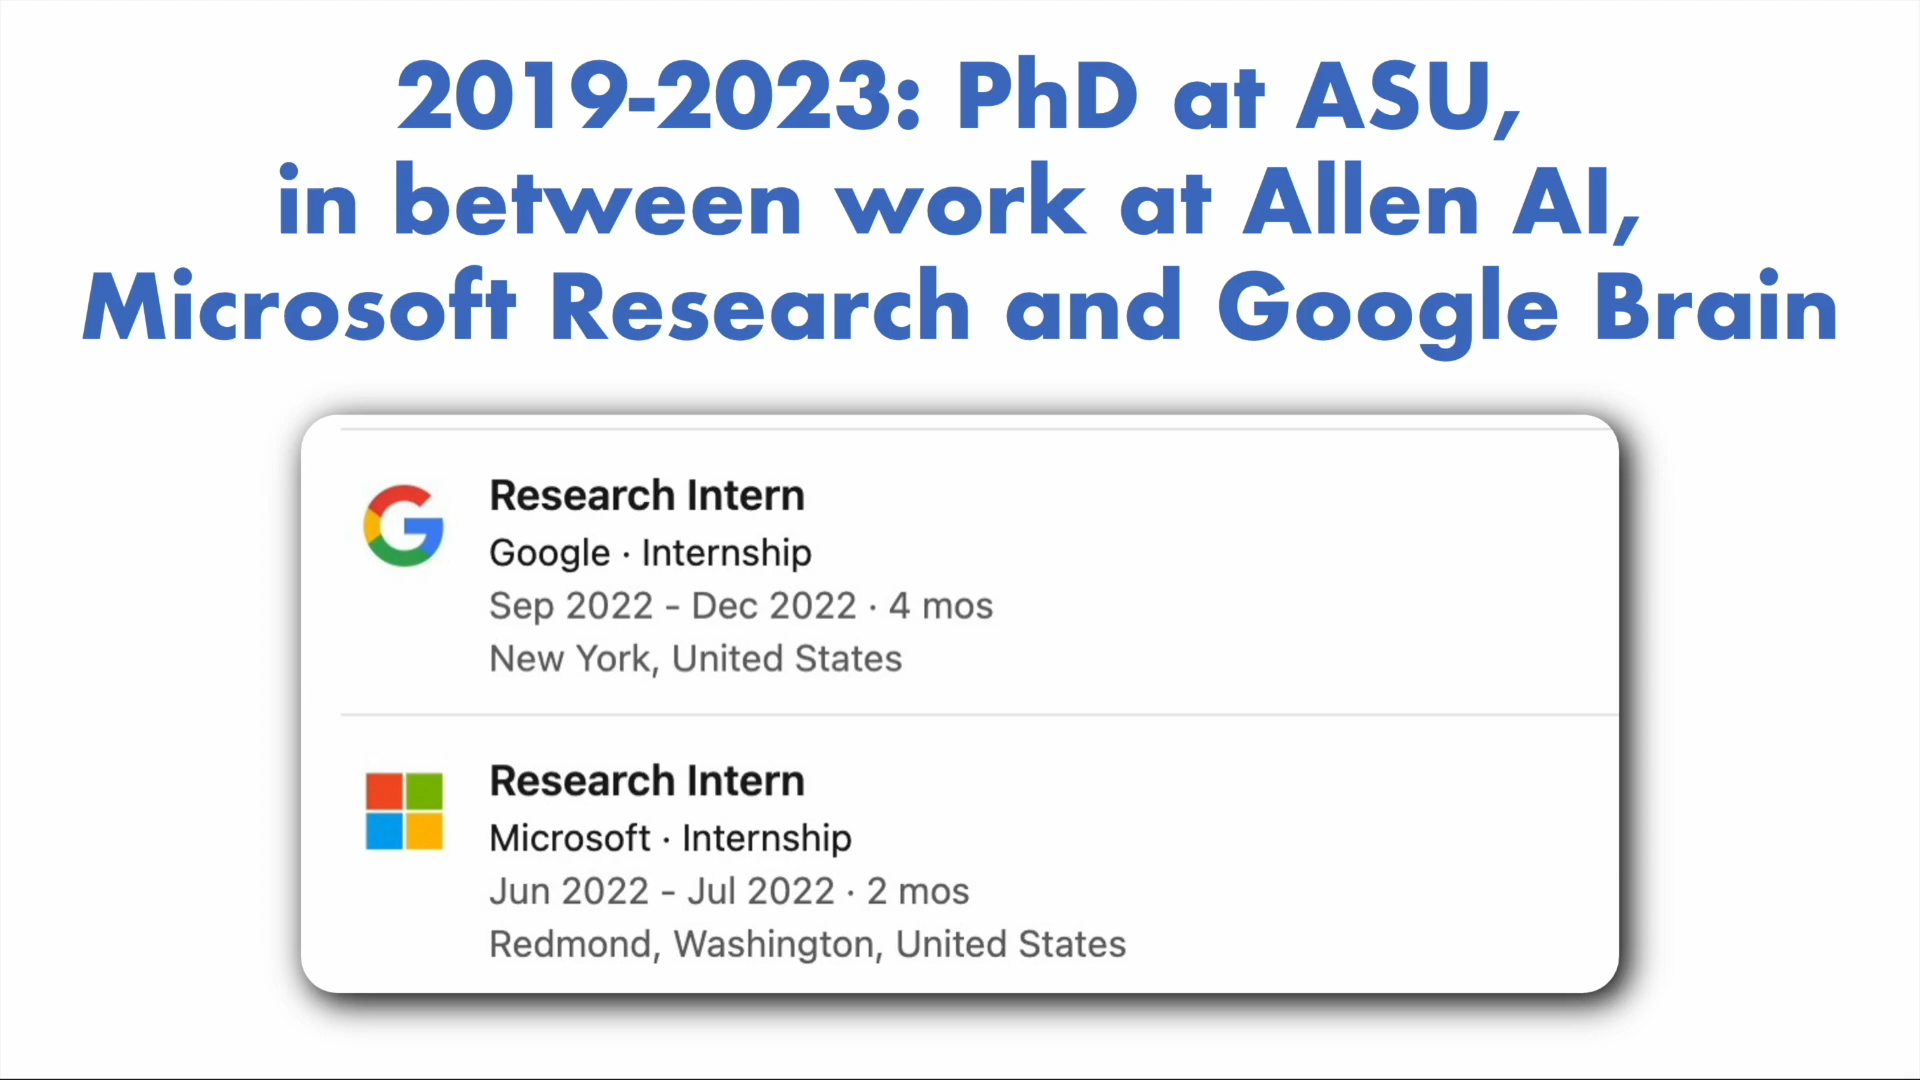 2019-2023: PhD at ASU,
in between work at Allen AI,
Microsoft Research and Google Brain
Research Intern
Google · Internship
Sep 2022 - Dec 2022 · 4 mos
New York, United States
Research Intern
Microsoft · Internship
Jun 2022 - Jul 2022 · 2 mos
Redmond, Washington, United States